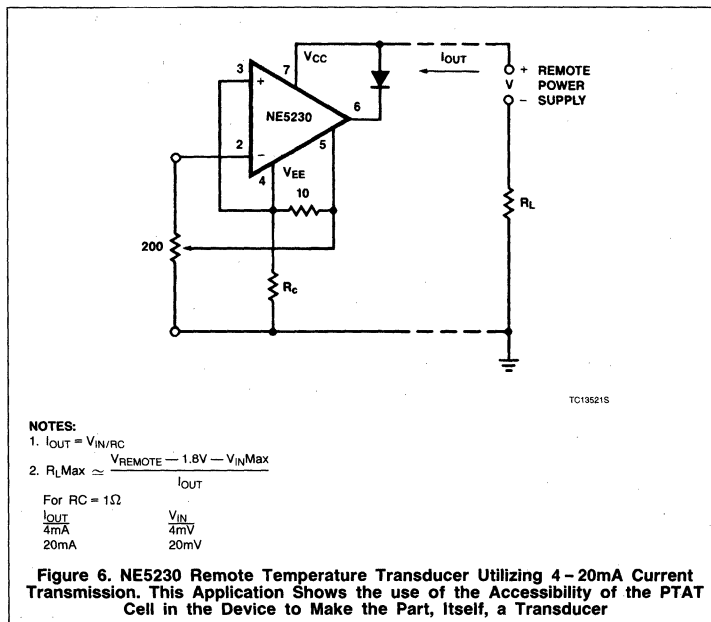 VCC
IOUT
3
7
+
+ REMOTE
V POWER
− SUPPLY
NE5230
6
2
−
5
4
VEE
10
RL
200
Rc
TC13521S
NOTES:
1. IOUT = VIN/RC
2. RLMax ≃ VREMOTE — 1.8V — VINMax
IOUT
For RC = 1Ω
IOUT VIN
4mA 4mV
20mA 20mV
Figure 6. NE5230 Remote Temperature Transducer Utilizing 4 – 20mA Current
Transmission. This Application Shows the use of the Accessibility of the PTAT
Cell in the Device to Make the Part, Itself, a Transducer